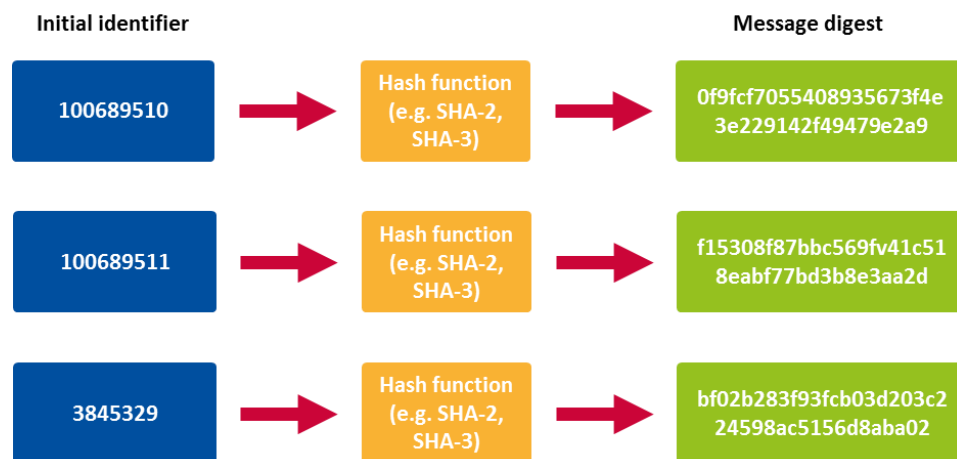 Initial identifier
Message digest
100689510
Hash function
(e.g. SHA-2,
SHA-3)
0f9fcf7055408935673f4e
3e229142f49479e2a9
100689511
Hash function
(e.g. SHA-2,
SHA-3)
f15308f87bbc569fv41c51
8eabf77bd3b8e3aa2d
3845329
Hash function
(e.g. SHA-2,
SHA-3)
bf02b283f93fcb03d203c2
24598ac5156d8aba02